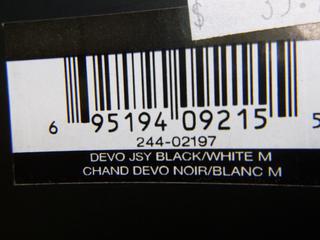 $
6 95194 09215 5
244-02197
DEVO JSY BLACK/WHITE M
CHAND DEVO NOIR/BLANC M